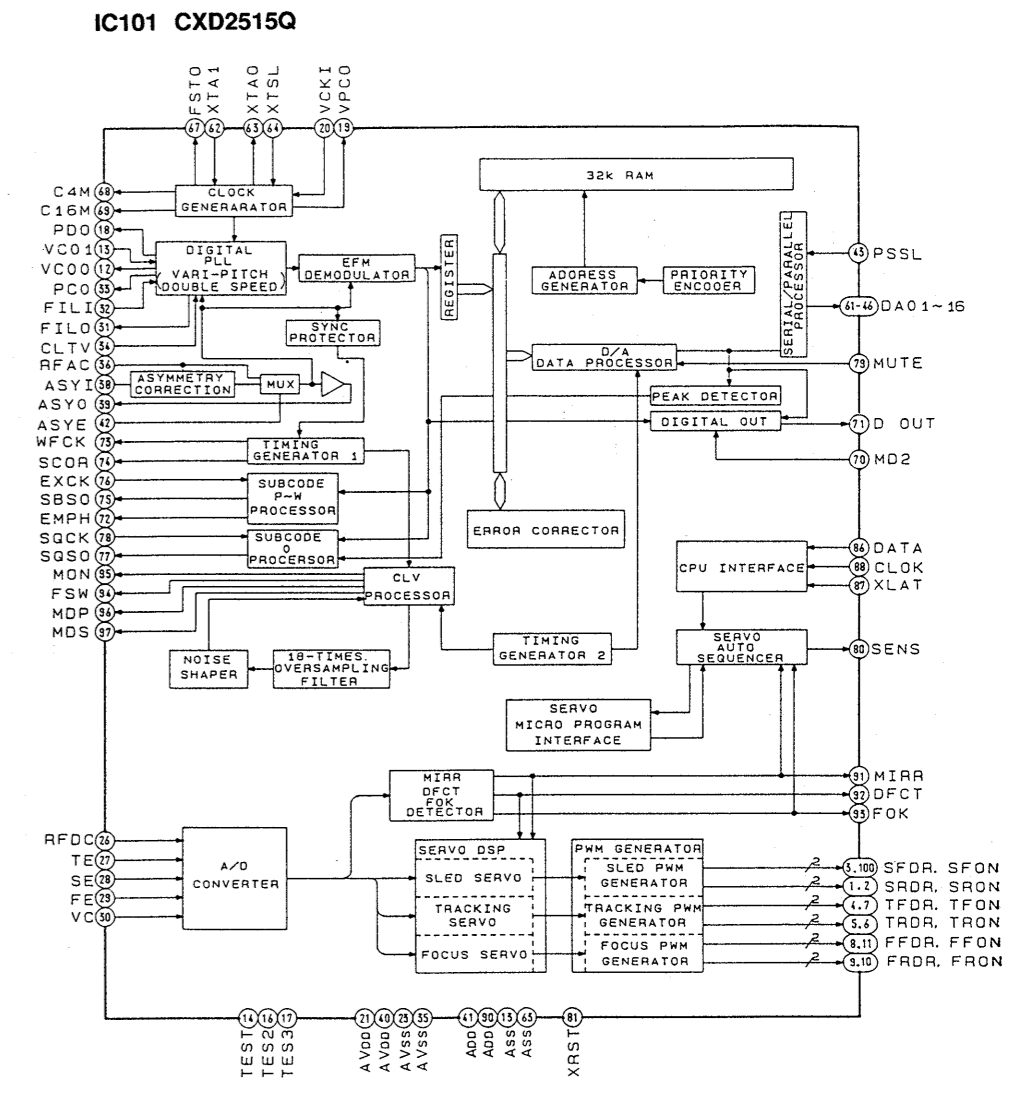 IC101 CXD2515Q
FSTO
XTA1
XTAO
XTSL
VCKI
VPCO
67
62
63
64
20
19
C4M 68
C16M 69
PDO 18
VCO1 13
VCOO 12
PCO 33
FILI 32
FILO 31
CLTV 34
RFAC 36
ASYI 38
ASYO 39
ASYE 42
WFCK 73
SCOR 74
EXCK 76
SBSO 75
EMPH 72
SQCK 78
SQSO 77
MON 95
FSW 94
MDP 96
MDS 97
CLOCK
GENERARATOR
DIGITAL
PLL
VARI-PITCH
DOUBLE SPEED
EFM
DEMODULATOR
SYNC
PROTECTOR
ASYMMETRY
CORRECTION
MUX
TIMING
GENERATOR 1
SUBCODE
P~W
PROCESSOR
SUBCODE
Q
PROCERSOR
CLV
PROCESSOR
NOISE
SHAPER
18-TIMES.
OVERSAMPLING
FILTER
REGISTER
32k RAM
ADORESS
GENERATOR
PRIORITY
ENCODER
SERIAL/PARALLEL
PROCESSOR
D/A
DATA PROCESSOR
PEAK DETECTOR
DIGITAL OUT
ERROR CORRECTOR
TIMING
GENERATOR 2
CPU INTERFACE
SERVO
AUTO
SEQUENCER
SERVO
MICRO PROGRAM
INTERFACE
43 PSSL
61-46 DAO1~16
79 MUTE
71 D OUT
70 MD2
86 DATA
88 CLOK
87 XLAT
80 SENS
91 MIRR
92 DFCT
93 FOK
MIRR
DFCT
FOK
DETECTOR
RFDC 26
TE 27
SE 28
FE 29
VC 30
A/D
CONVERTER
SERVO DSP
SLED SERVO
TRACKING
SERVO
FOCUS SERVO
PWM GENERATOR
SLED PWM
GENERATOR
TRACKING PWM
GENERATOR
FOCUS PWM
GENERATOR
2 3.100 SFDR, SFON
1.2 SRDR, SRON
2 4.7 TFDR, TFON
2 5.6 TRDR, TRON
2 8.11 FFDR, FFON
2 9.10 FRDR, FRON
14
16
17
21
40
25
35
41
90
13
65
81
TEST
TES2
TES3
AVDD
AVDD
AVSS
AVSS
ADD
ADD
ASS
ASS
XRST